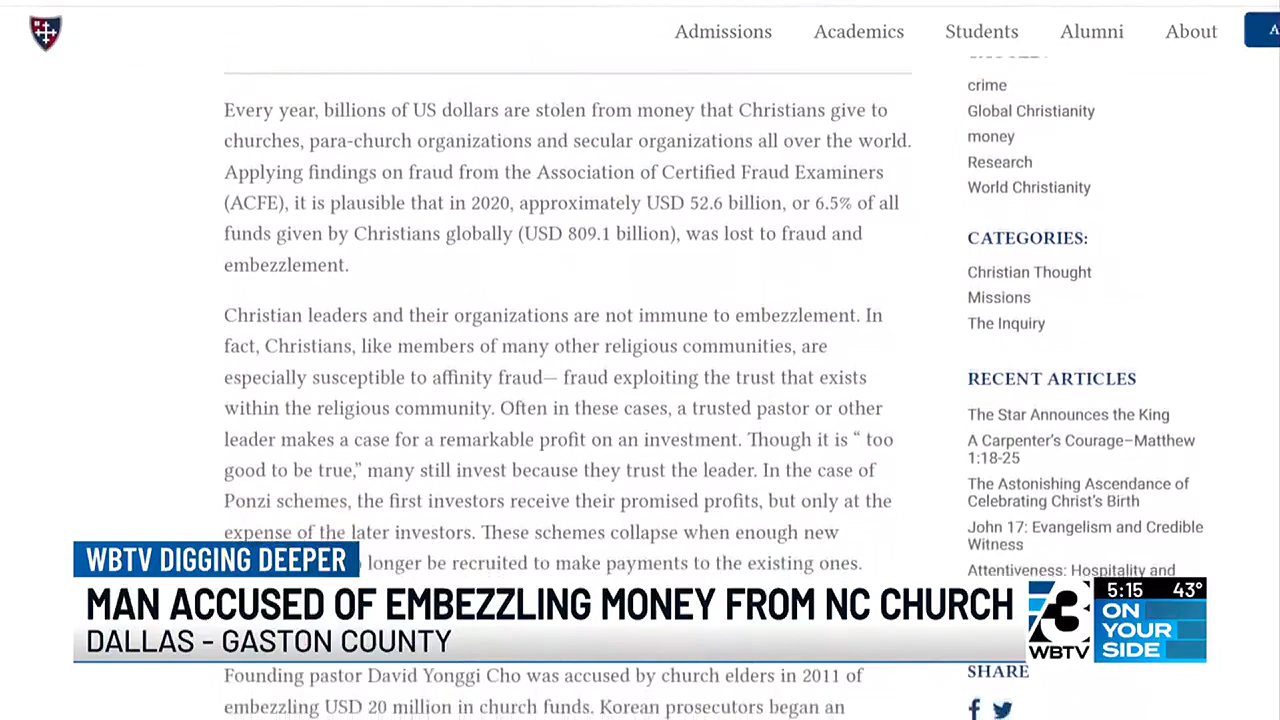 Admissions Academics Students Alumni About A
Every year, billions of US dollars are stolen from money that Christians give to
churches, para-church organizations and secular organizations all over the world.
Applying findings on fraud from the Association of Certified Fraud Examiners
(ACFE), it is plausible that in 2020, approximately USD 52.6 billion, or 6.5% of all
funds given by Christians globally (USD 809.1 billion), was lost to fraud and
embezzlement.
Christian leaders and their organizations are not immune to embezzlement. In
fact, Christians, like members of many other religious communities, are
especially susceptible to affinity fraud— fraud exploiting the trust that exists
within the religious community. Often in these cases, a trusted pastor or other
leader makes a case for a remarkable profit on an investment. Though it is “ too
good to be true,” many still invest because they trust the leader. In the case of
Ponzi schemes, the first investors receive their promised profits, but only at the
expense of the later investors. These schemes collapse when enough new
longer be recruited to make payments to the existing ones.
Founding pastor David Yonggi Cho was accused by church elders in 2011 of
embezzling USD 20 million in church funds. Korean prosecutors began an
crime
Global Christianity
money
Research
World Christianity
CATEGORIES:
Christian Thought
Missions
The Inquiry
RECENT ARTICLES
The Star Announces the King
A Carpenter’s Courage–Matthew
1:18-25
The Astonishing Ascendance of
Celebrating Christ’s Birth
John 17: Evangelism and Credible
Witness
Attentiveness: Hospitality and
SHARE
WBTV DIGGING DEEPER
MAN ACCUSED OF EMBEZZLING MONEY FROM NC CHURCH
DALLAS - GASTON COUNTY
3
WBTV
5:15 43°
ON
YOUR
SIDE